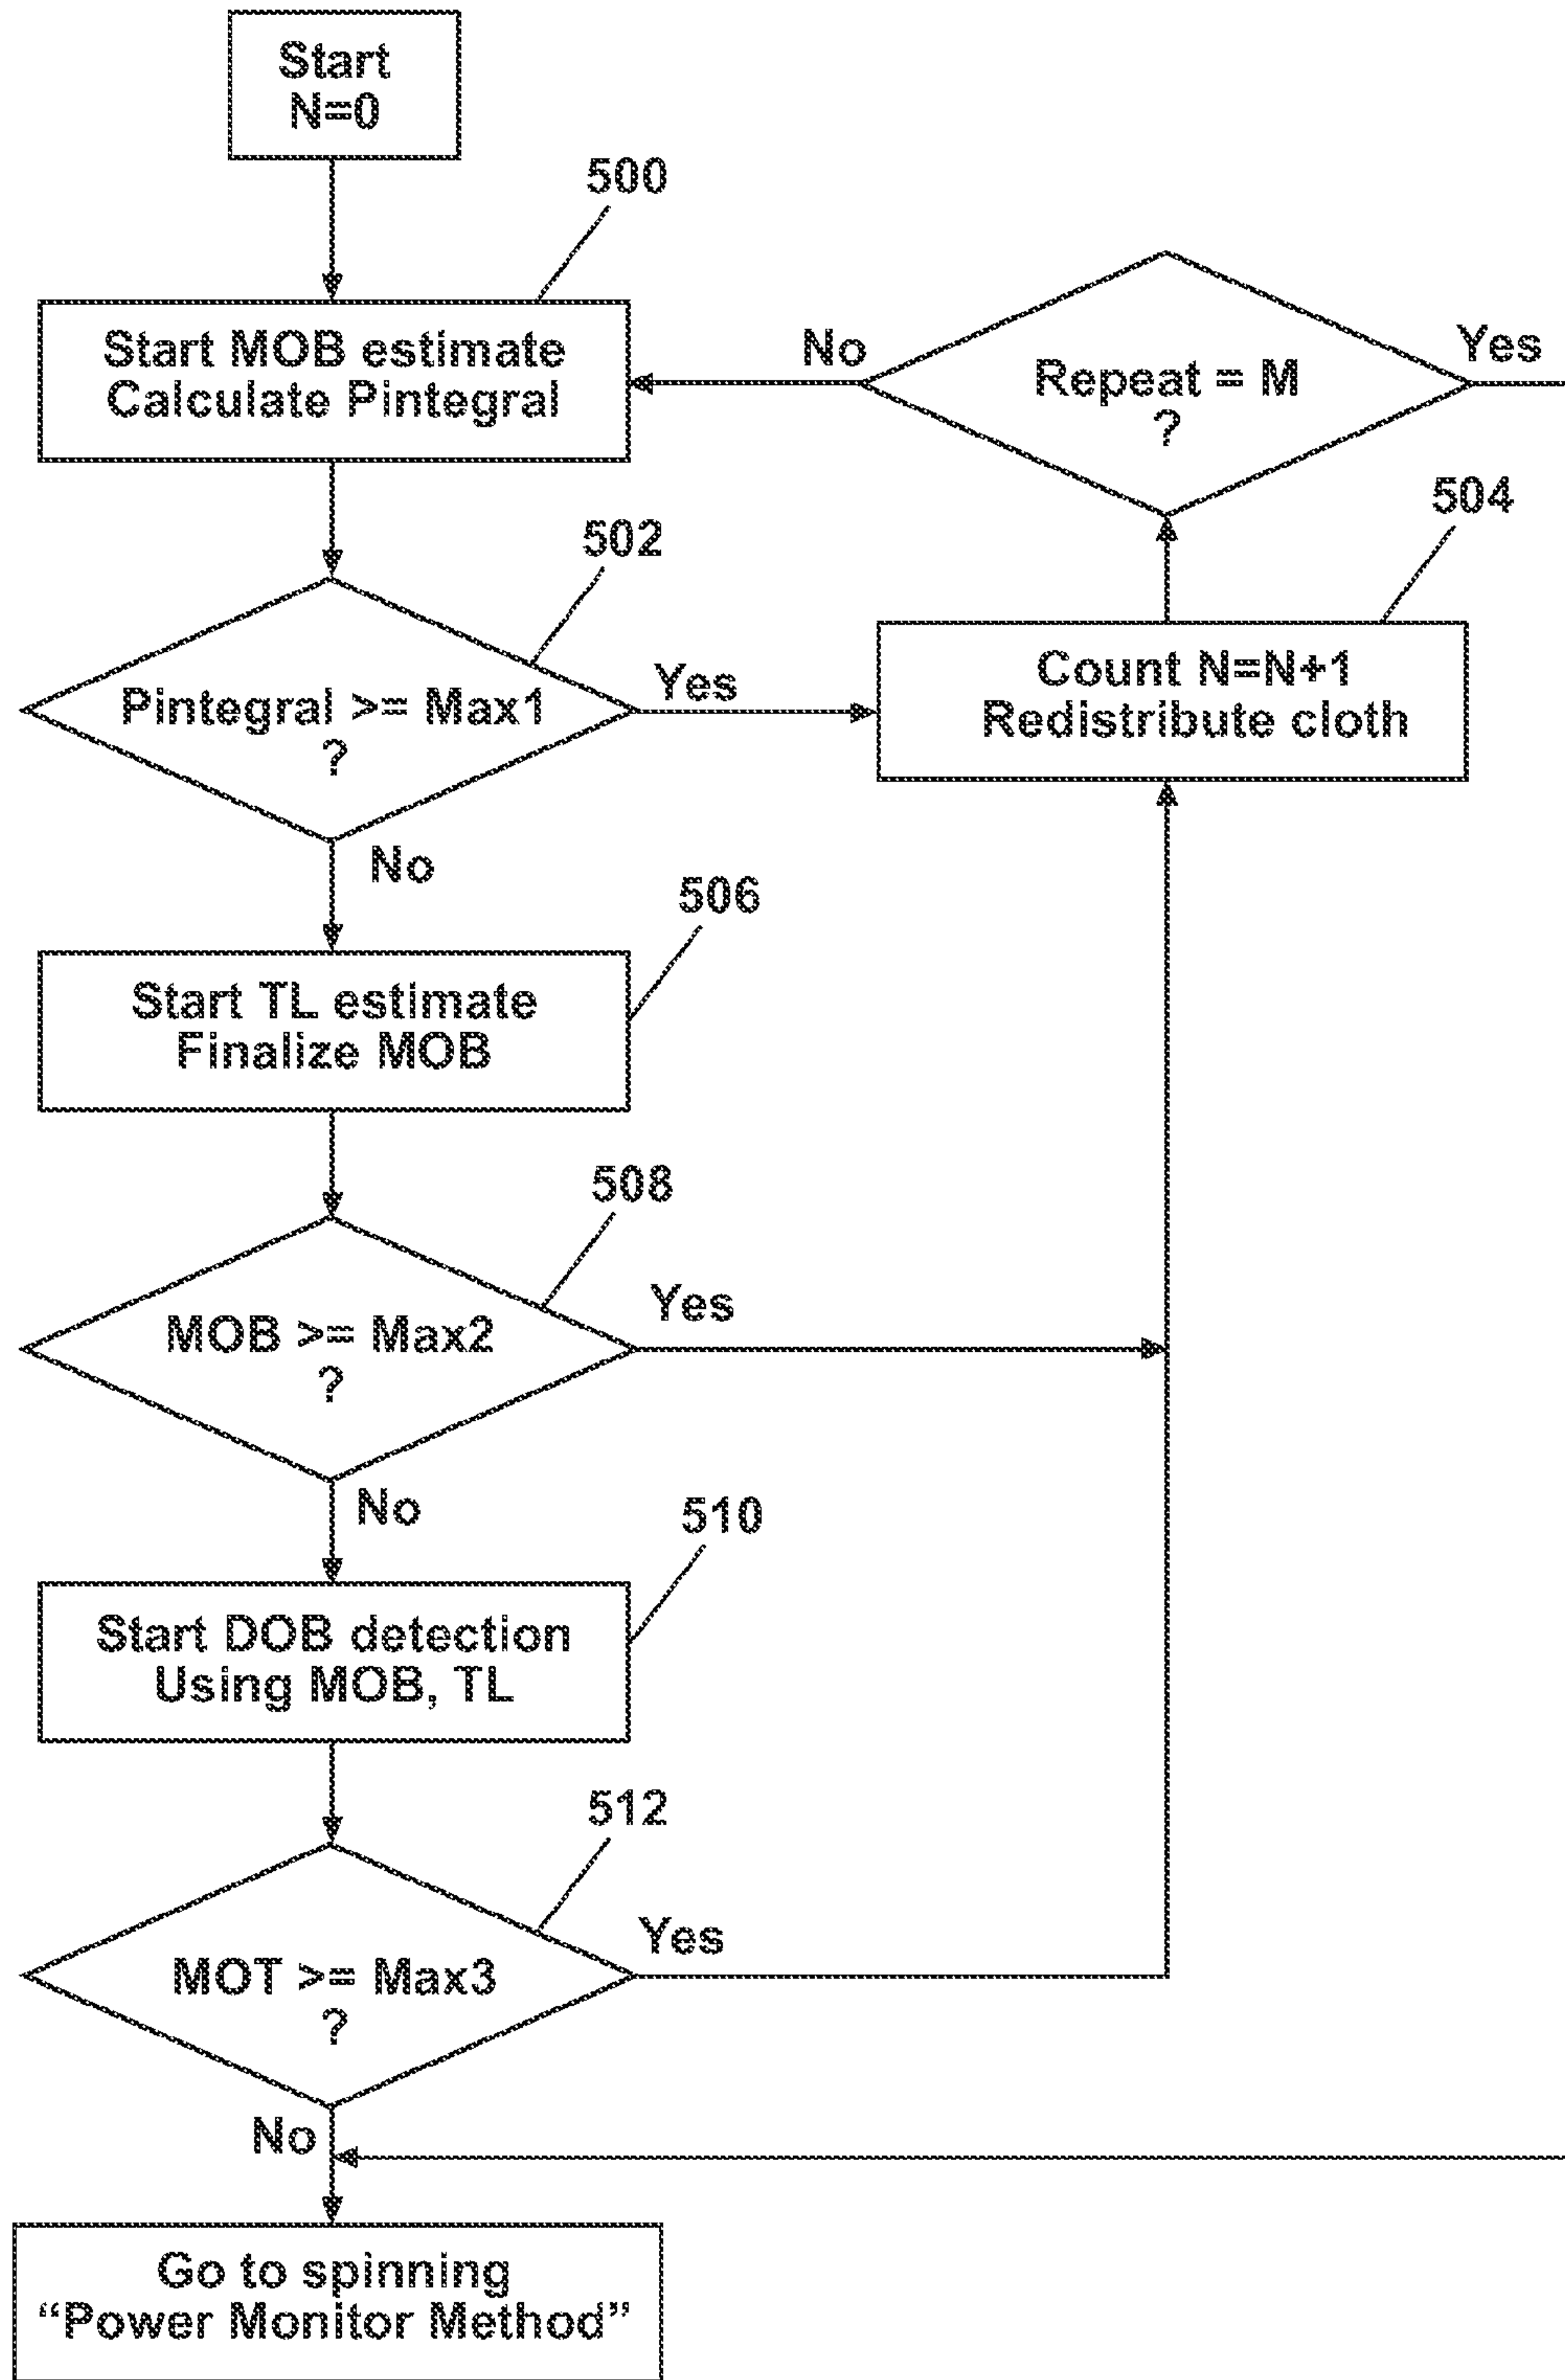 Start
N=0
500
Start MOB estimate
Calculate Pintegral
No
Repeat = M
?
Yes
502
504
Pintegral >= Max1
?
Yes
Count N=N+1
Redistribute cloth
No
506
Start TL estimate
Finalize MOB
508
MOB >= Max2
?
Yes
No
510
Start DOB detection
Using MOB, TL
512
MOT >= Max3
?
Yes
No
Go to spinning
“Power Monitor Method”